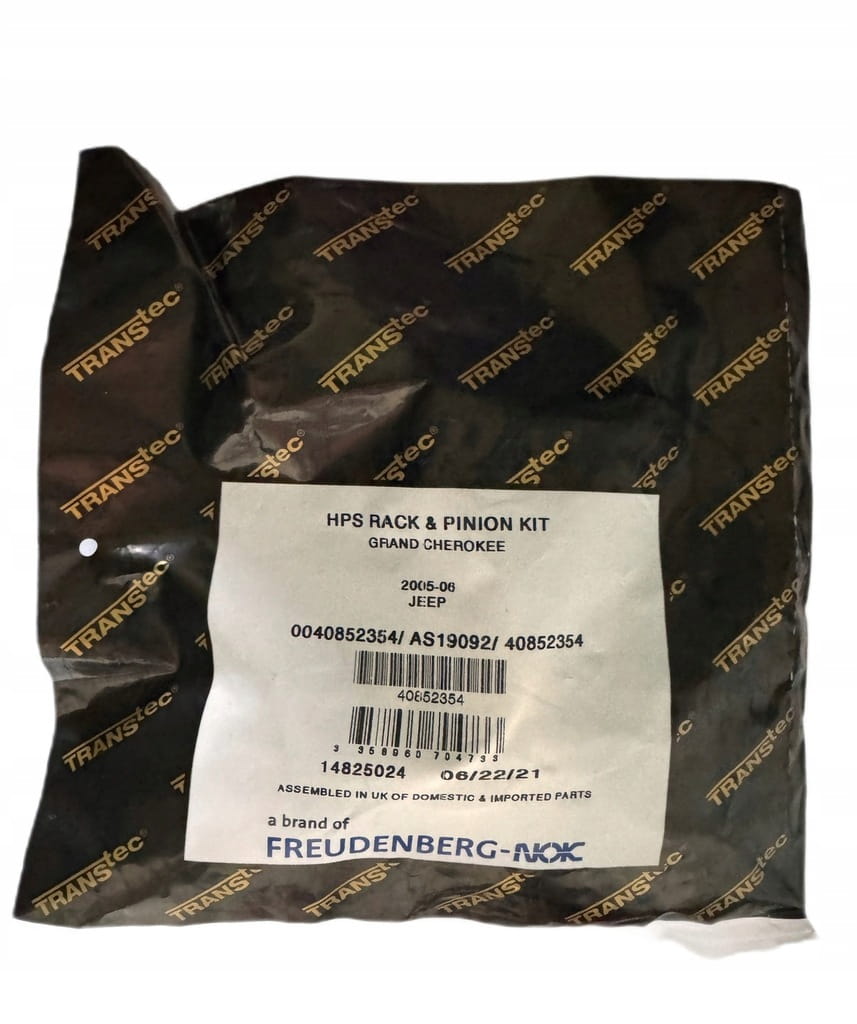 TRANStec®
HPS RACK & PINION KIT
GRAND CHEROKEE
2005-06
JEEP
0040852354/ AS19092/ 40852354
40852354
3 358960 704733
14825024 06/22/21
ASSEMBLED IN UK OF DOMESTIC & IMPORTED PARTS
a brand of
FREUDENBERG-NOK